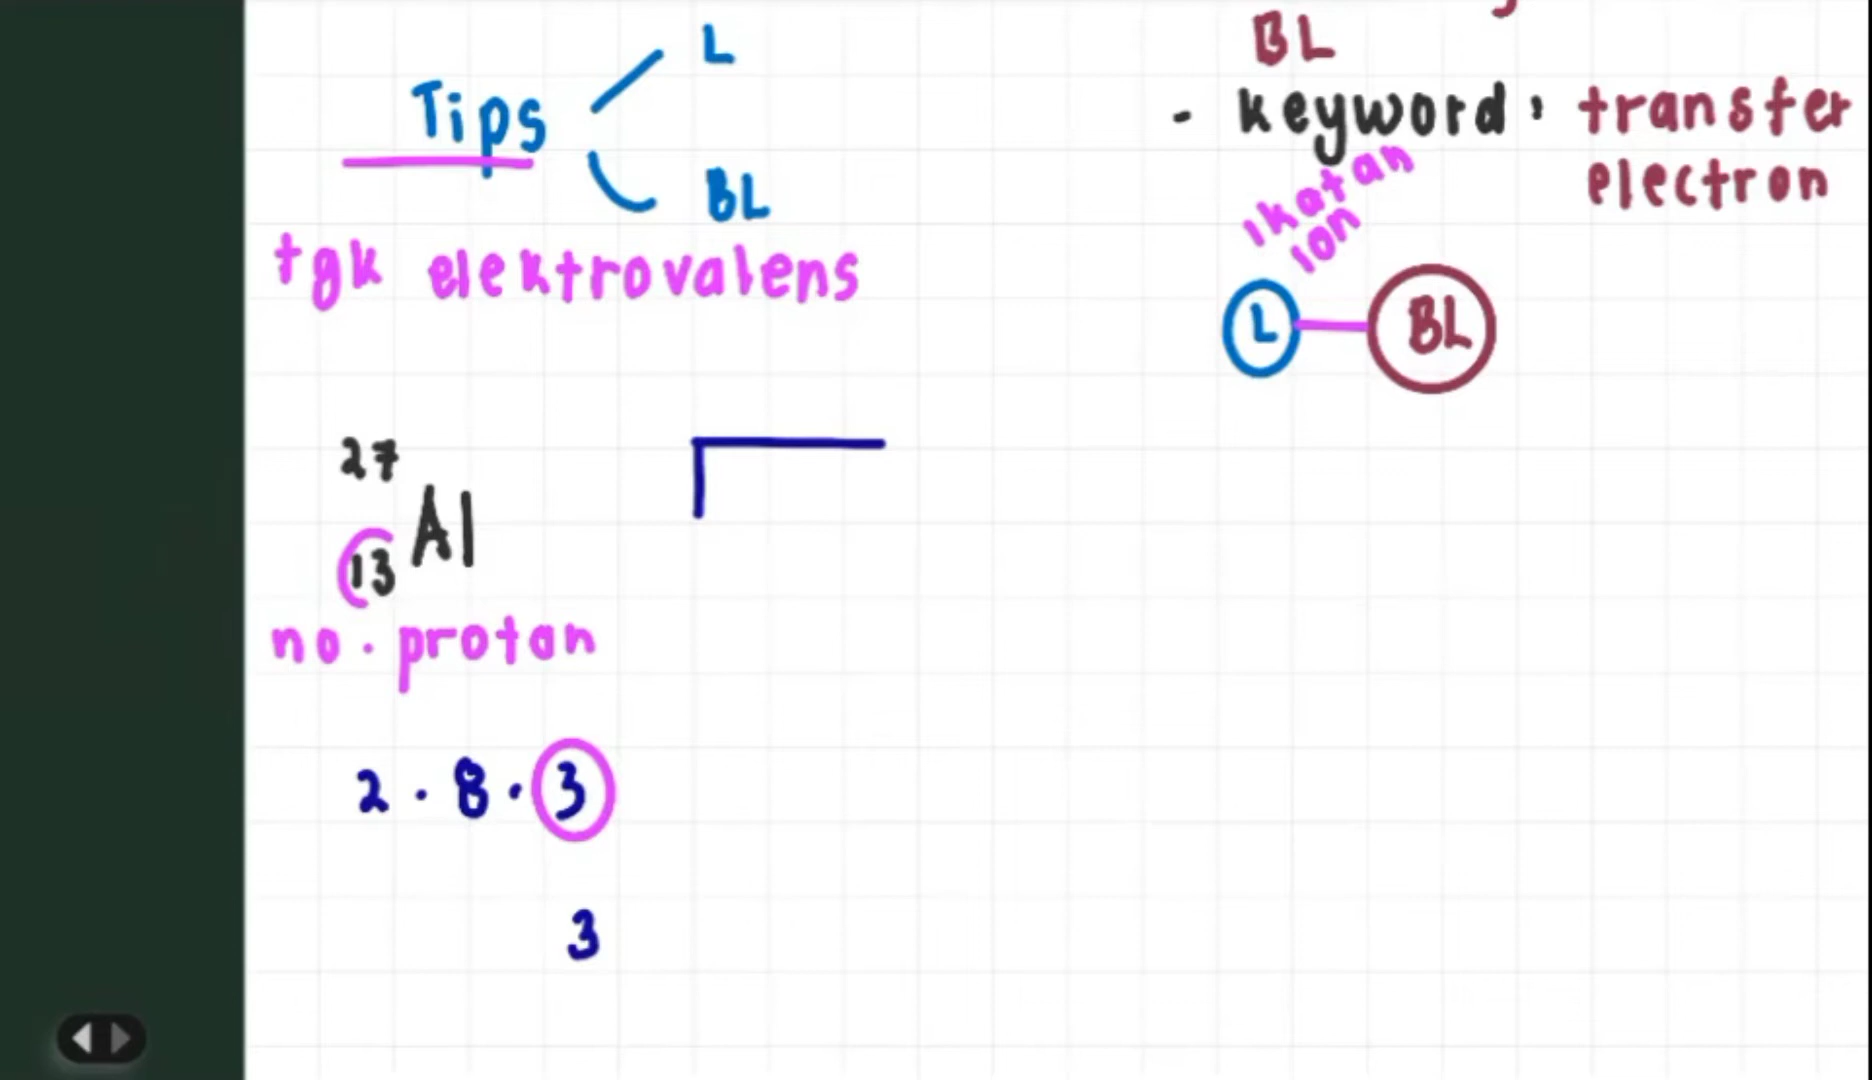 L
Tips
BL
tgk elektrovalens
27
13 Al
no. proton
2 . 8 . 3
3
BL
- keyword : transfer
electron
Ikatan
ion
L
BL